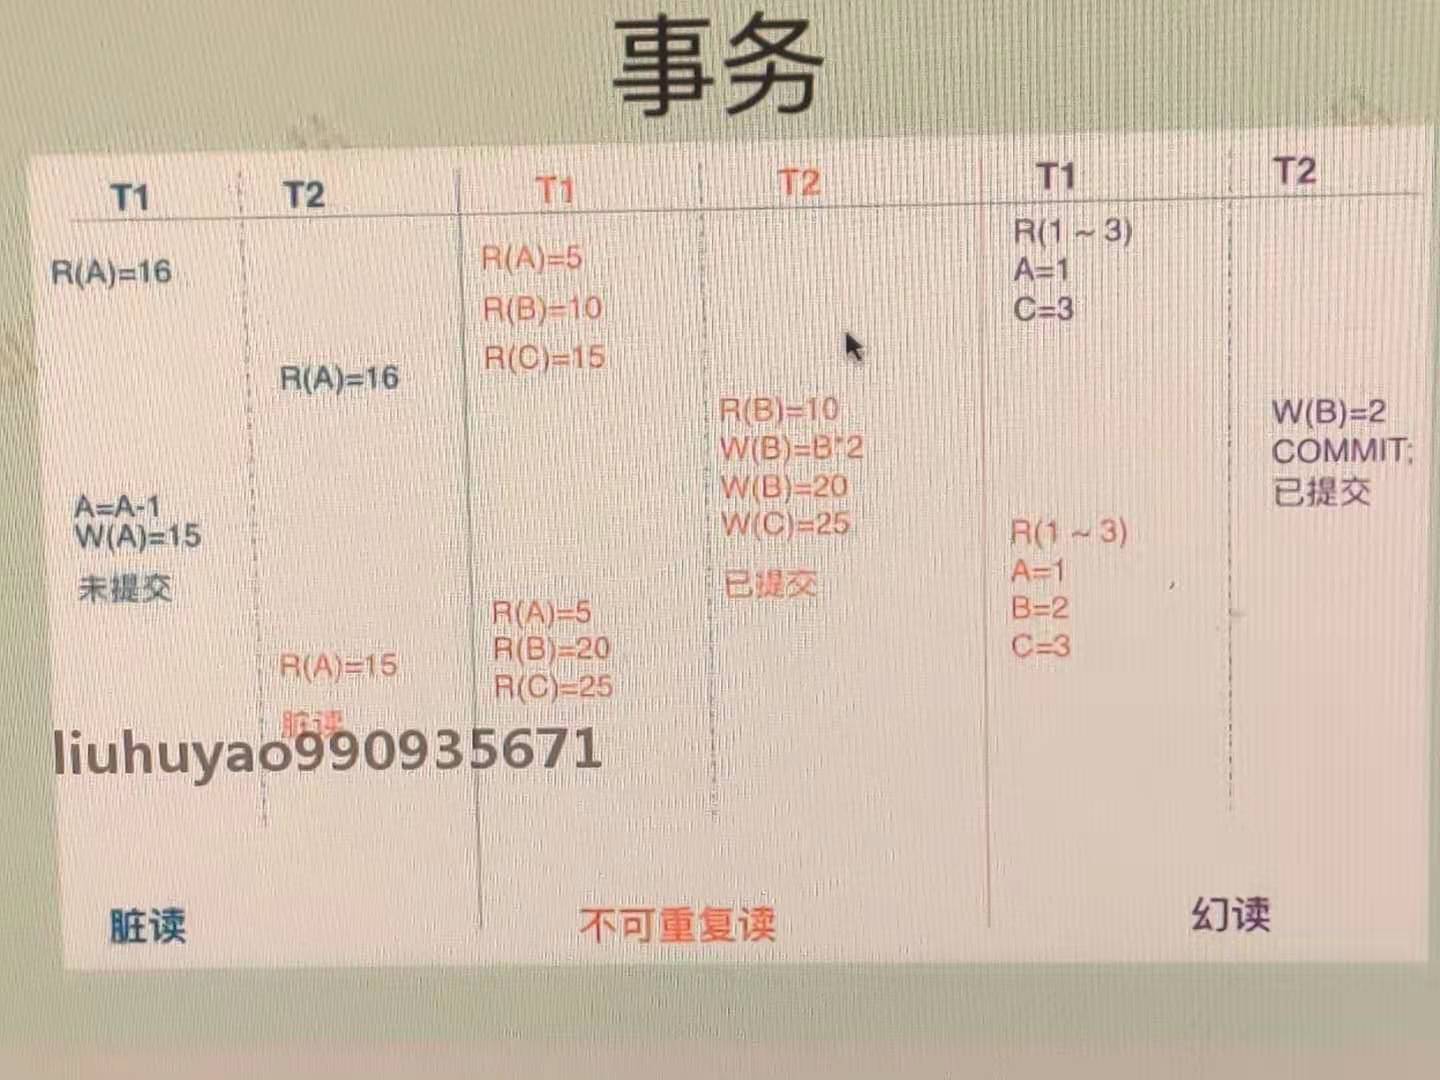 事务
T1 T2 T1 T2 T1 T2
R(A)=16
R(A)=16
A=A-1
W(A)=15
未提交
R(A)=15
脏读
脏读
R(A)=5
R(B)=10
R(C)=15
R(B)=10
W(B)=B*2
W(B)=20
W(C)=25
已提交
R(A)=5
R(B)=20
R(C)=25
不可重复读
R(1 ~ 3)
A=1
C=3
W(B)=2
COMMIT;
已提交
R(1 ~ 3)
A=1
B=2
C=3
幻读
liuhuyao990935671